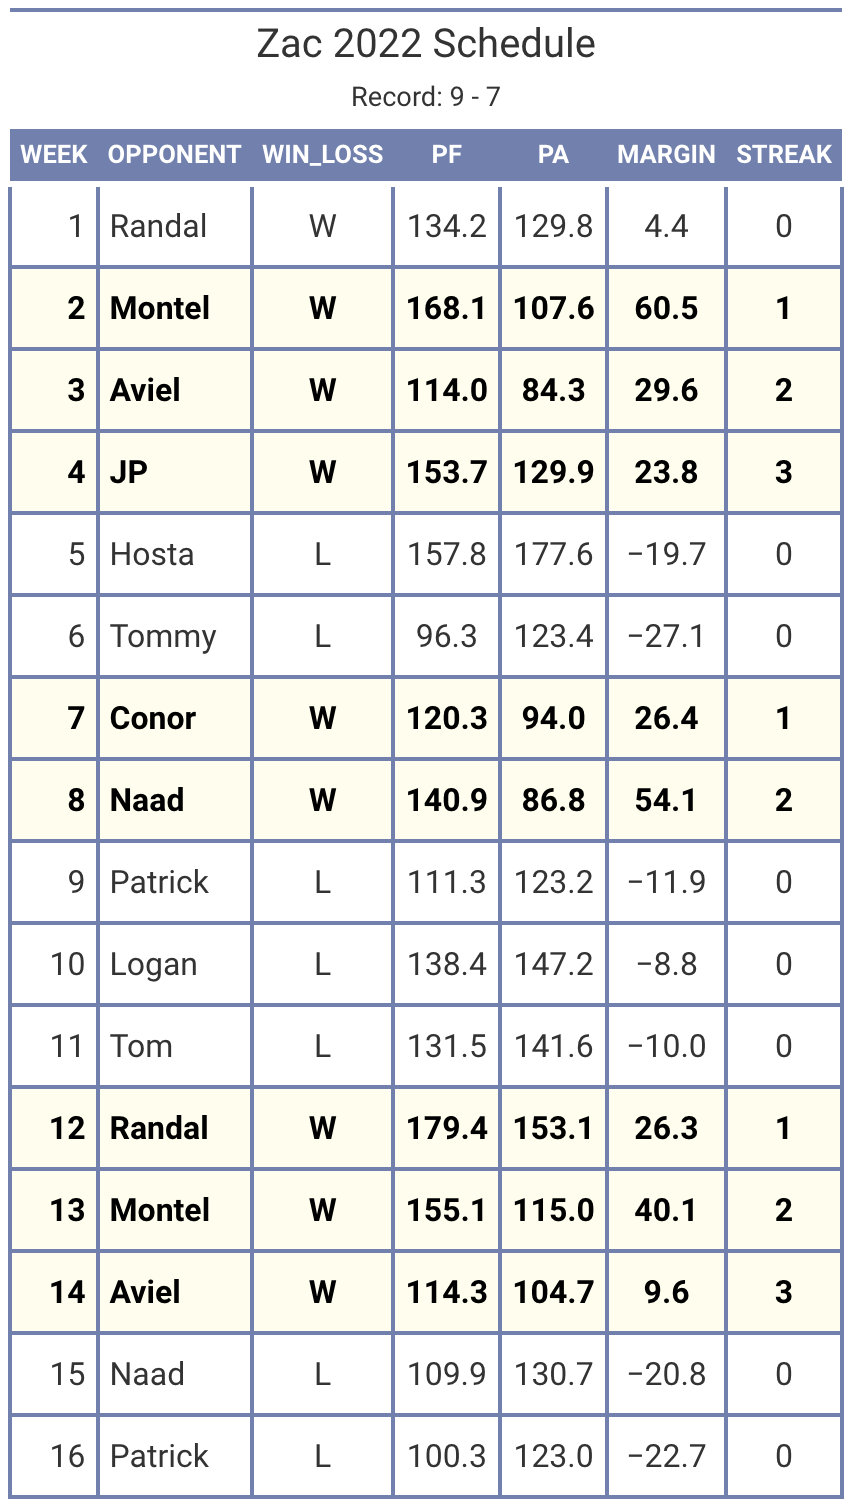 Zac 2022 Schedule
Record: 9 - 7
WEEK OPPONENT WIN_LOSS PF PA MARGIN STREAK
1 Randal W 134.2 129.8 4.4 0
2 Montel W 168.1 107.6 60.5 1
3 Aviel W 114.0 84.3 29.6 2
4 JP W 153.7 129.9 23.8 3
5 Hosta L 157.8 177.6 −19.7 0
6 Tommy L 96.3 123.4 −27.1 0
7 Conor W 120.3 94.0 26.4 1
8 Naad W 140.9 86.8 54.1 2
9 Patrick L 111.3 123.2 −11.9 0
10 Logan L 138.4 147.2 −8.8 0
11 Tom L 131.5 141.6 −10.0 0
12 Randal W 179.4 153.1 26.3 1
13 Montel W 155.1 115.0 40.1 2
14 Aviel W 114.3 104.7 9.6 3
15 Naad L 109.9 130.7 −20.8 0
16 Patrick L 100.3 123.0 −22.7 0